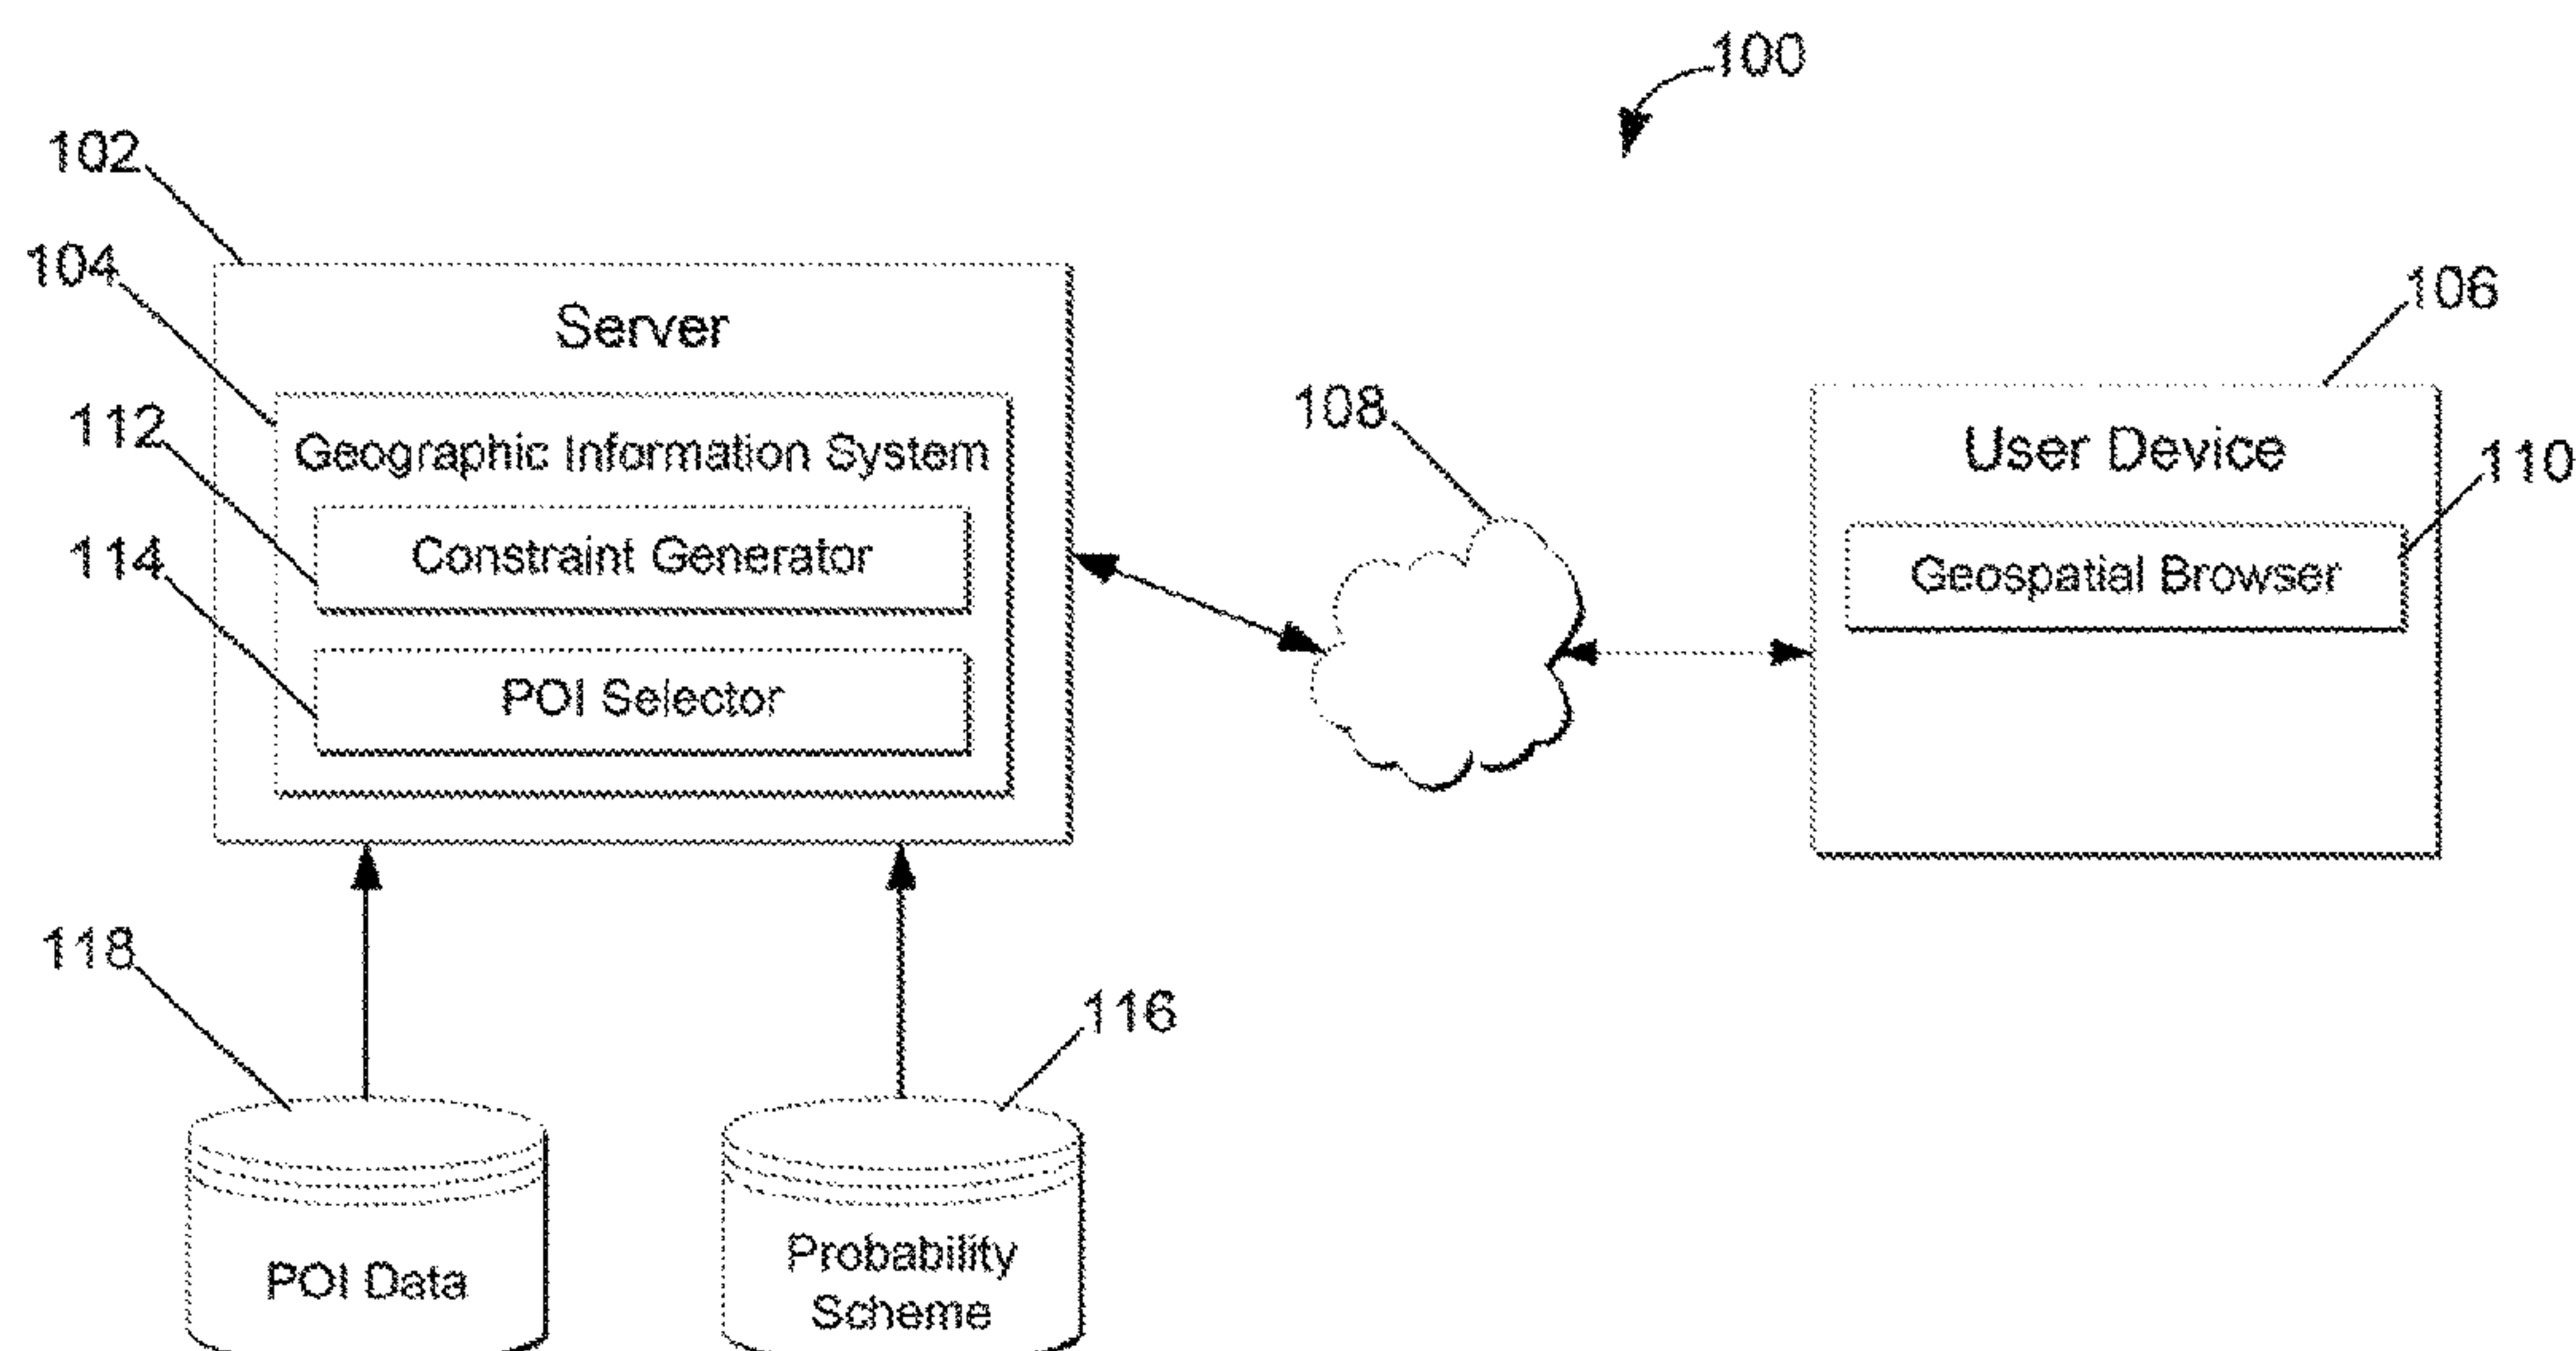 100
102
104
Server
106
112
Geographic Information System
108
User Device
110
114
Constraint Generator
Geospatial Browser
POI Selector
118
116
POI Data
Probability
Scheme